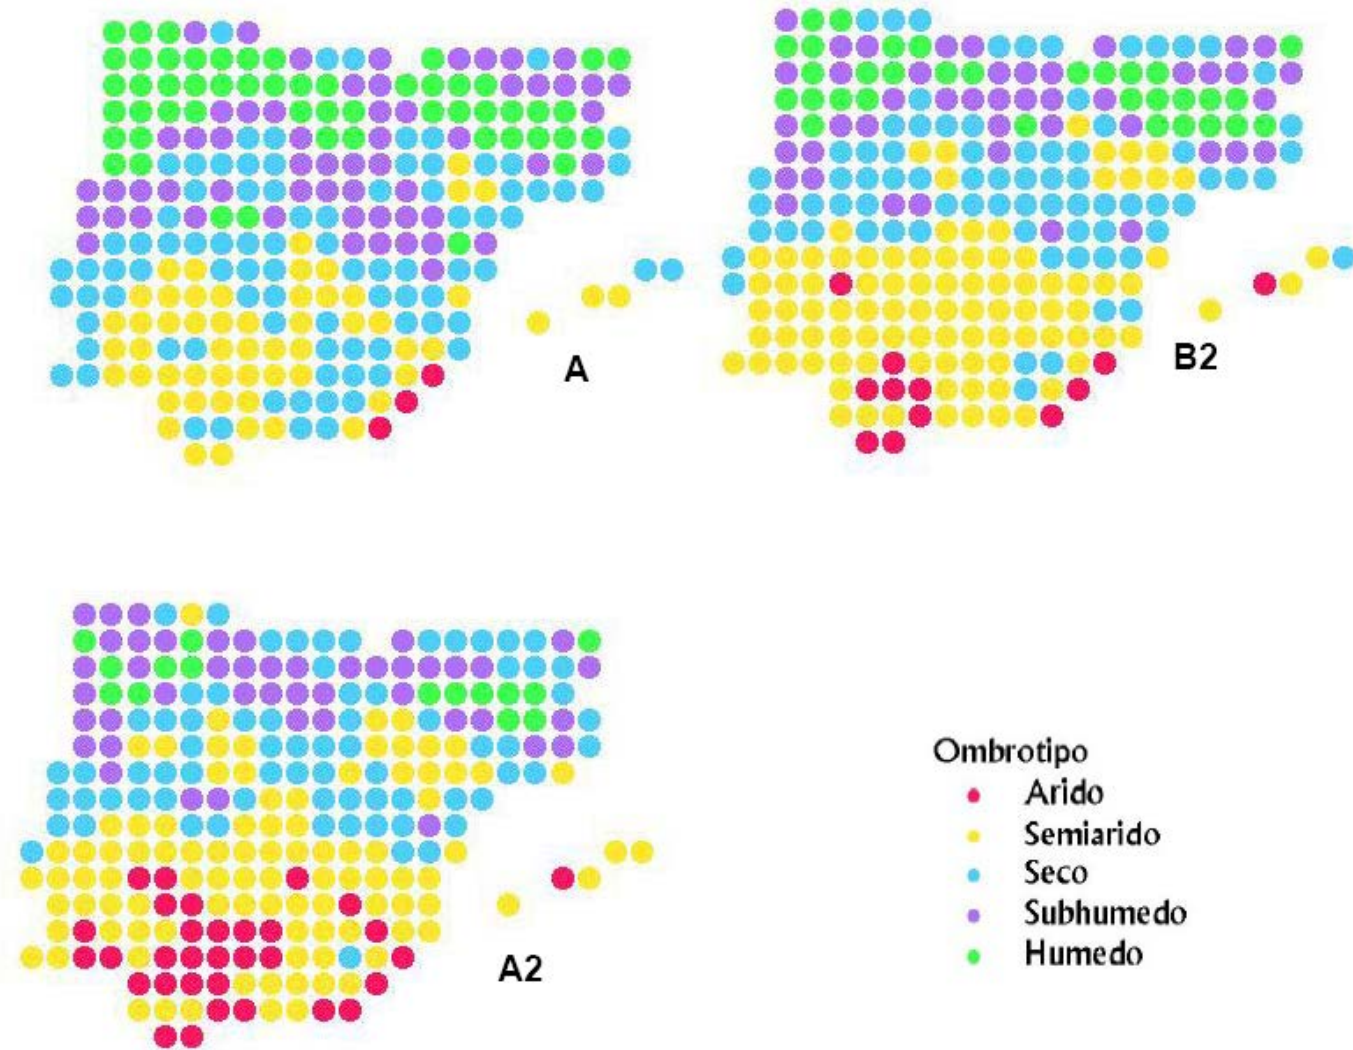 A
B2
A2
Ombrotipo
Arido
Semiarido
Seco
Subhumedo
Humedo